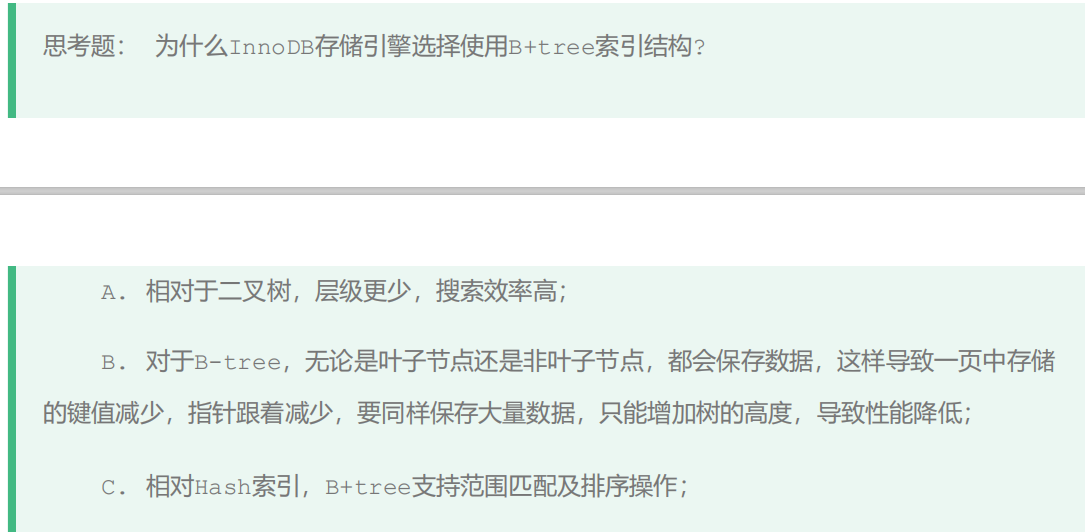 思考题： 为什么InnoDB存储引擎选择使用B+tree索引结构?
A. 相对于二叉树，层级更少，搜索效率高；
B. 对于B-tree，无论是叶子节点还是非叶子节点，都会保存数据，这样导致一页中存储
的键值减少，指针跟着减少，要同样保存大量数据，只能增加树的高度，导致性能降低；
C. 相对Hash索引，B+tree支持范围匹配及排序操作；